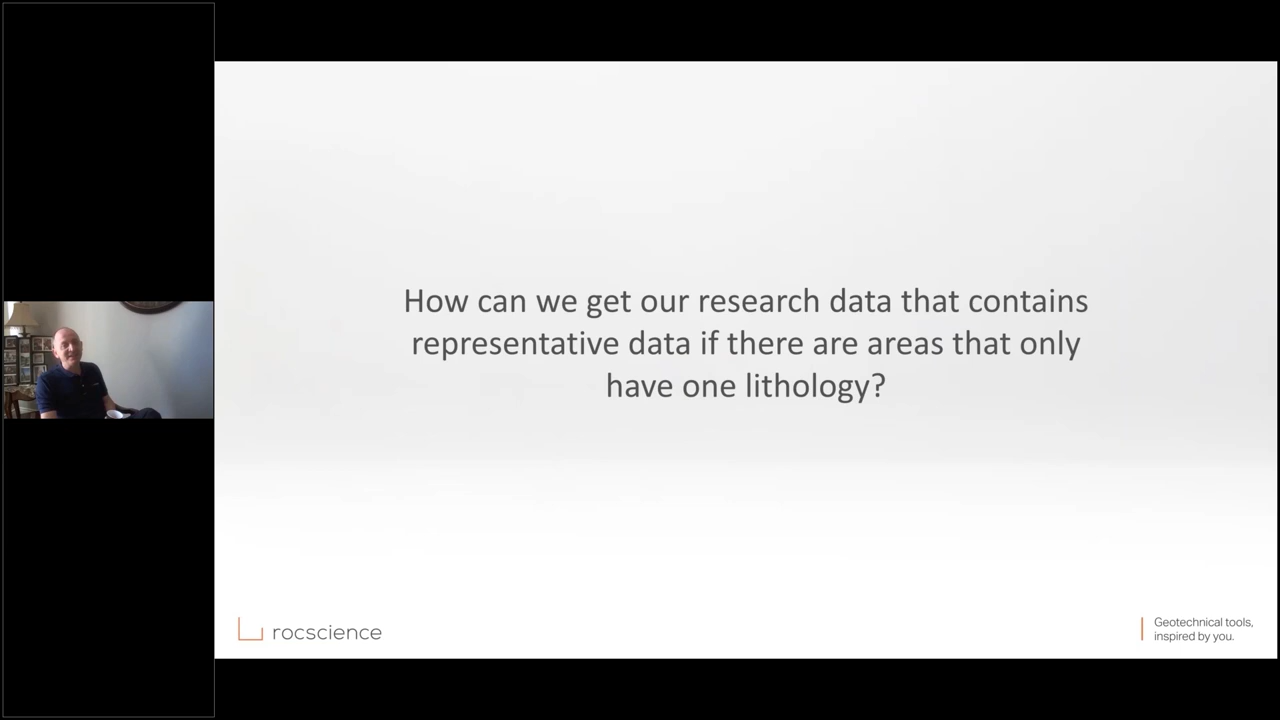 How can we get our research data that contains
representative data if there are areas that only
have one lithology?
rocscience
Geotechnical tools,
inspired by you.